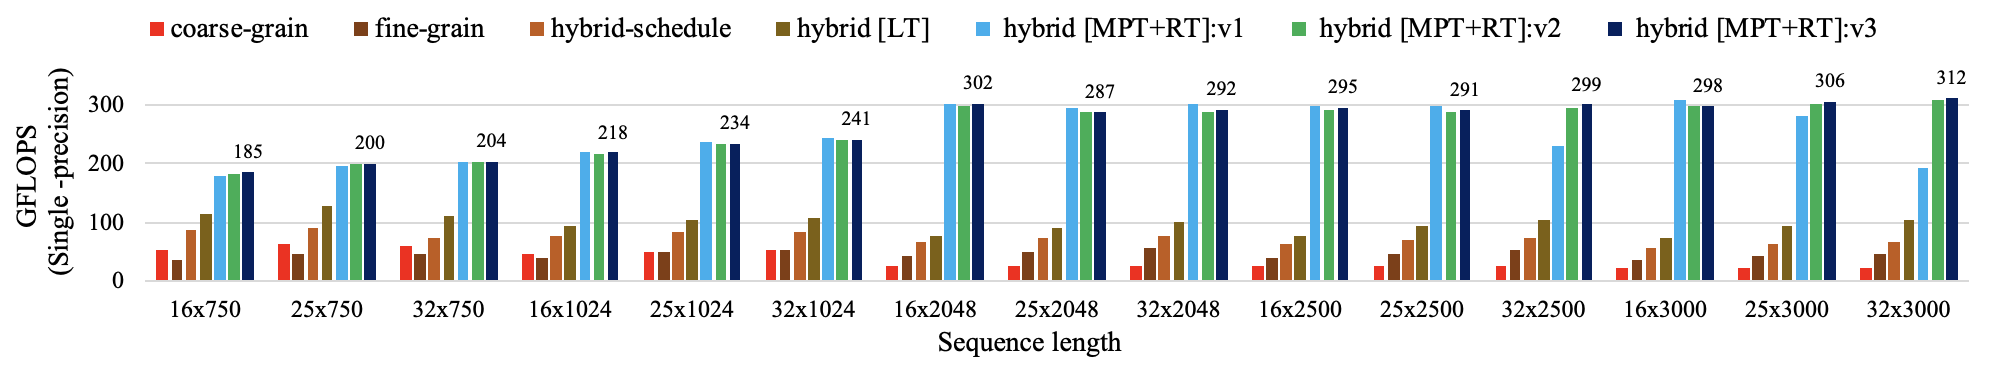 coarse-grain fine-grain hybrid-schedule hybrid [LT] hybrid [MPT+RT]:v1 hybrid [MPT+RT]:v2 hybrid [MPT+RT]:v3
GFLOPS
(Single -precision)
300
200
100
0
185 200 204 218 234 241 302 287 292 295 291 299 298 306 312
16x750 25x750 32x750 16x1024 25x1024 32x1024 16x2048 25x2048 32x2048 16x2500 25x2500 32x2500 16x3000 25x3000 32x3000
Sequence length